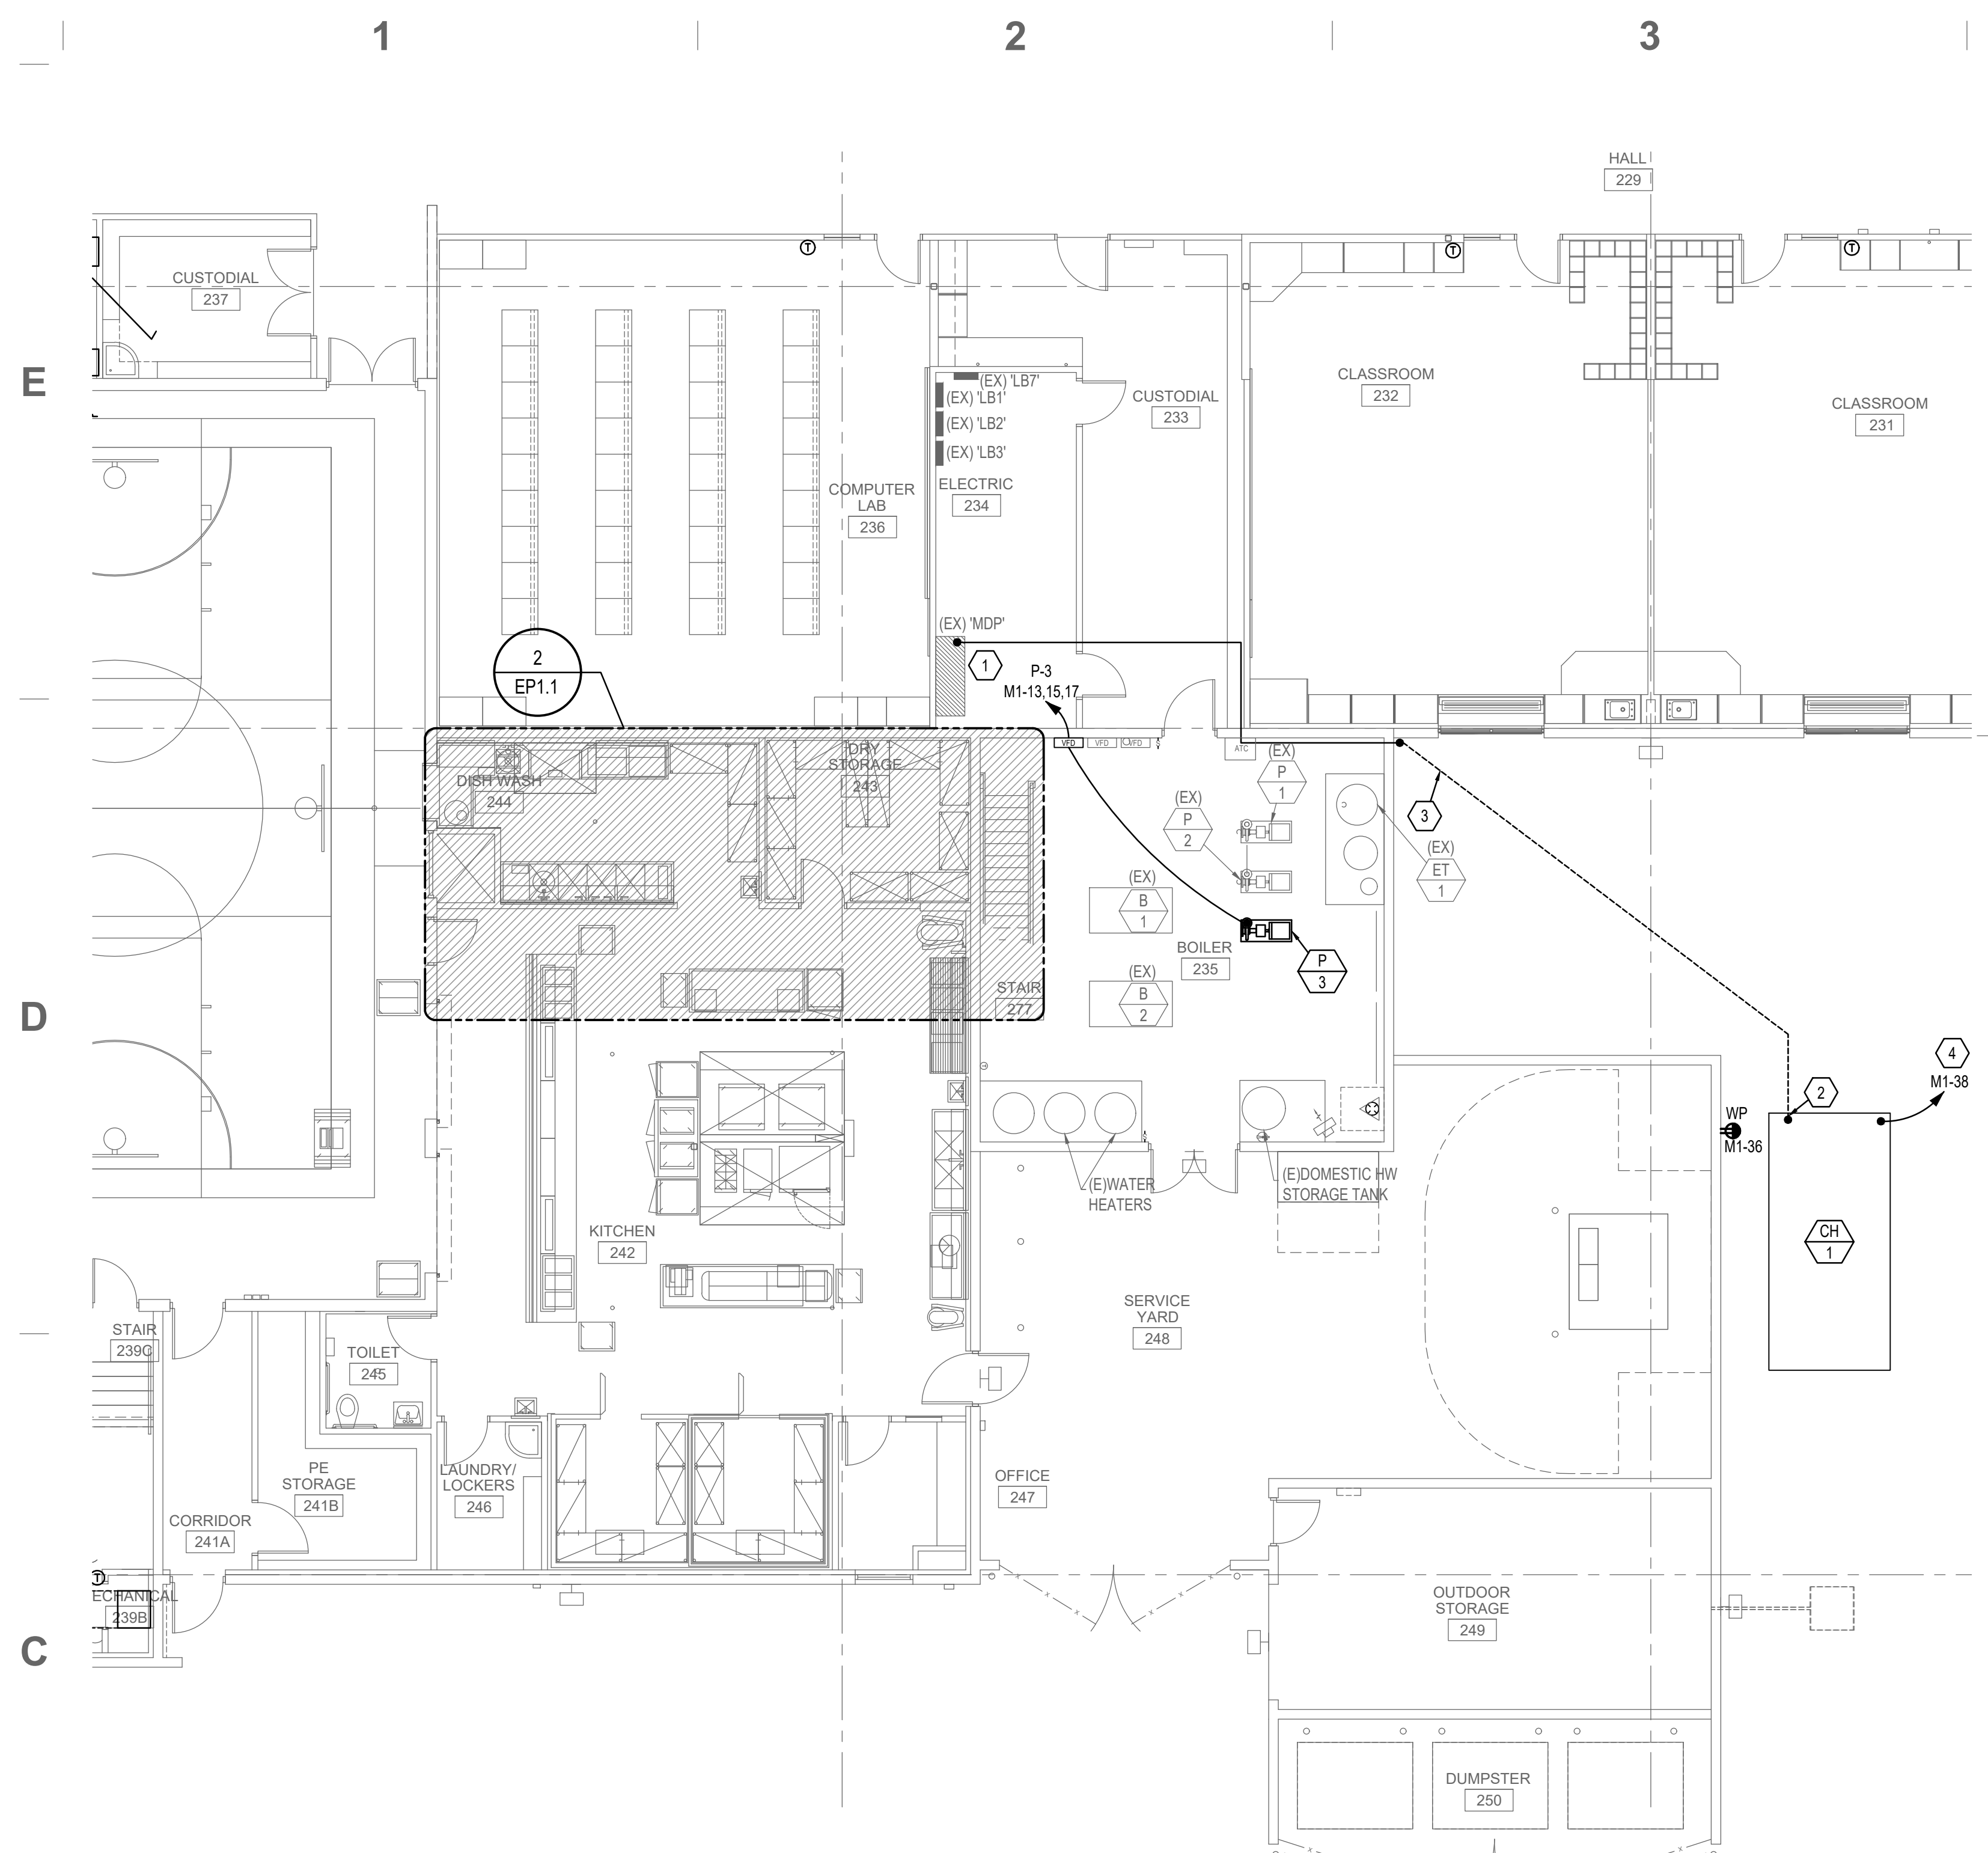 1
2
3
HALL
229
CUSTODIAL
237
E
(EX) 'LB7'
(EX) 'LB1'
(EX) 'LB2'
(EX) 'LB3'
CUSTODIAL
233
CLASSROOM
232
CLASSROOM
231
T
T
T
COMPUTER
LAB
236
ELECTRIC
234
(EX) 'MDP'
2
EP1.1
1
P-3
M1-13,15,17
VFD
VFD
VFD
ATC
DISH WASH
244
DRY
STORAGE
243
(EX)
P
1
(EX)
P
2
3
(EX)
ET
1
(EX)
B
1
BOILER
235
P
3
(EX)
B
2
STAIR
277
D
4
M1-38
2
WP
M1-36
(E)WATER
HEATERS
(E)DOMESTIC HW
STORAGE TANK
KITCHEN
242
CH
1
SERVICE
YARD
248
STAIR
239C
TOILET
245
PE
STORAGE
241B
LAUNDRY/
LOCKERS
246
OFFICE
247
CORRIDOR
241A
T
ECHANICAL
239B
OUTDOOR
STORAGE
249
C
DUMPSTER
250